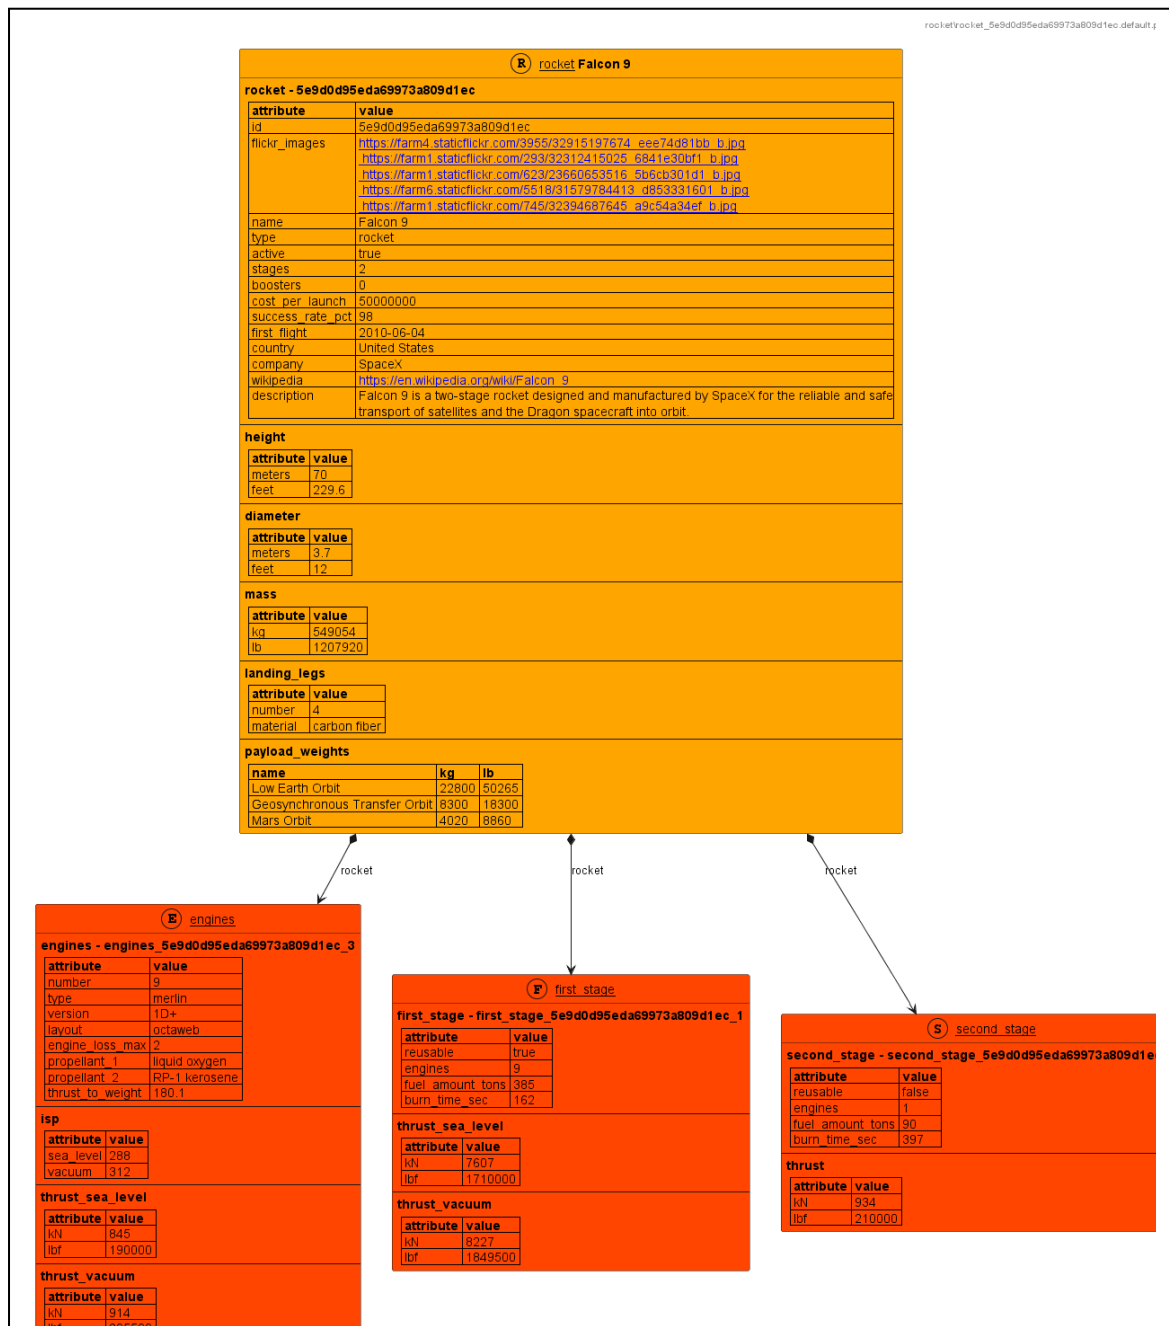 rocket\rocket_5e9d0d95eda69973a809d1ec.default.p
R rocket Falcon 9
rocket - 5e9d0d95eda69973a809d1ec
attribute value
id 5e9d0d95eda69973a809d1ec
flickr_images https://farm4.staticflickr.com/3955/32915197674_eee74d81bb_b.jpg
https://farm1.staticflickr.com/293/32312415025_6841e30bf1_b.jpg
https://farm1.staticflickr.com/623/23660653516_5b6cb301d1_b.jpg
https://farm6.staticflickr.com/5518/31579784413_d853331601_b.jpg
https://farm1.staticflickr.com/745/32394687645_a9c54a34ef_b.jpg
name Falcon 9
type rocket
active true
stages 2
boosters 0
cost_per_launch 50000000
success_rate_pct 98
first_flight 2010-06-04
country United States
company SpaceX
wikipedia https://en.wikipedia.org/wiki/Falcon_9
description Falcon 9 is a two-stage rocket designed and manufactured by SpaceX for the reliable and safe
transport of satellites and the Dragon spacecraft into orbit.
height
attribute value
meters 70
feet 229.6
diameter
attribute value
meters 3.7
feet 12
mass
attribute value
kg 549054
lb 1207920
landing_legs
attribute value
number 4
material carbon fiber
payload_weights
name kg lb
Low Earth Orbit 22800 50265
Geosynchronous Transfer Orbit 8300 18300
Mars Orbit 4020 8860
rocket
rocket
rocket
E engines
engines - engines_5e9d0d95eda69973a809d1ec_3
attribute value
number 9
type merlin
version 1D+
layout octaweb
engine_loss_max 2
propellant_1 liquid oxygen
propellant_2 RP-1 kerosene
thrust_to_weight 180.1
isp
attribute value
sea_level 288
vacuum 312
thrust_sea_level
attribute value
kN 845
lbf 190000
thrust_vacuum
attribute value
kN 914
F first_stage
first_stage - first_stage_5e9d0d95eda69973a809d1ec_1
attribute value
reusable true
engines 9
fuel_amount_tons 385
burn_time_sec 162
thrust_sea_level
attribute value
kN 7607
lbf 1710000
thrust_vacuum
attribute value
kN 8227
lbf 1849500
S second_stage
second_stage - second_stage_5e9d0d95eda69973a809d1e
attribute value
reusable false
engines 1
fuel_amount_tons 90
burn_time_sec 397
thrust
attribute value
kN 934
lbf 210000